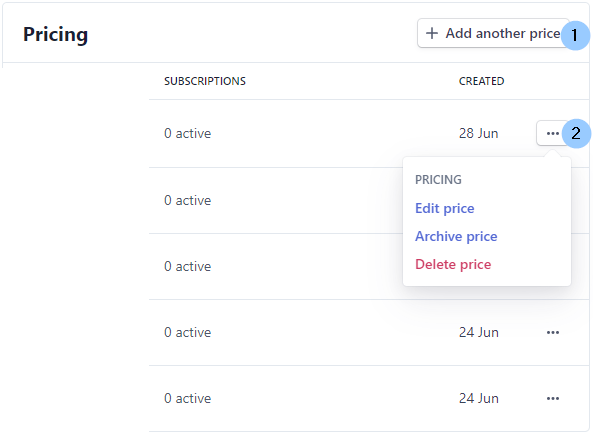 Pricing
+ Add another price 1
SUBSCRIPTIONS CREATED
0 active 28 Jun ••• 2
PRICING
0 active
Edit price
Archive price
0 active
Delete price
0 active 24 Jun •••
0 active 24 Jun •••